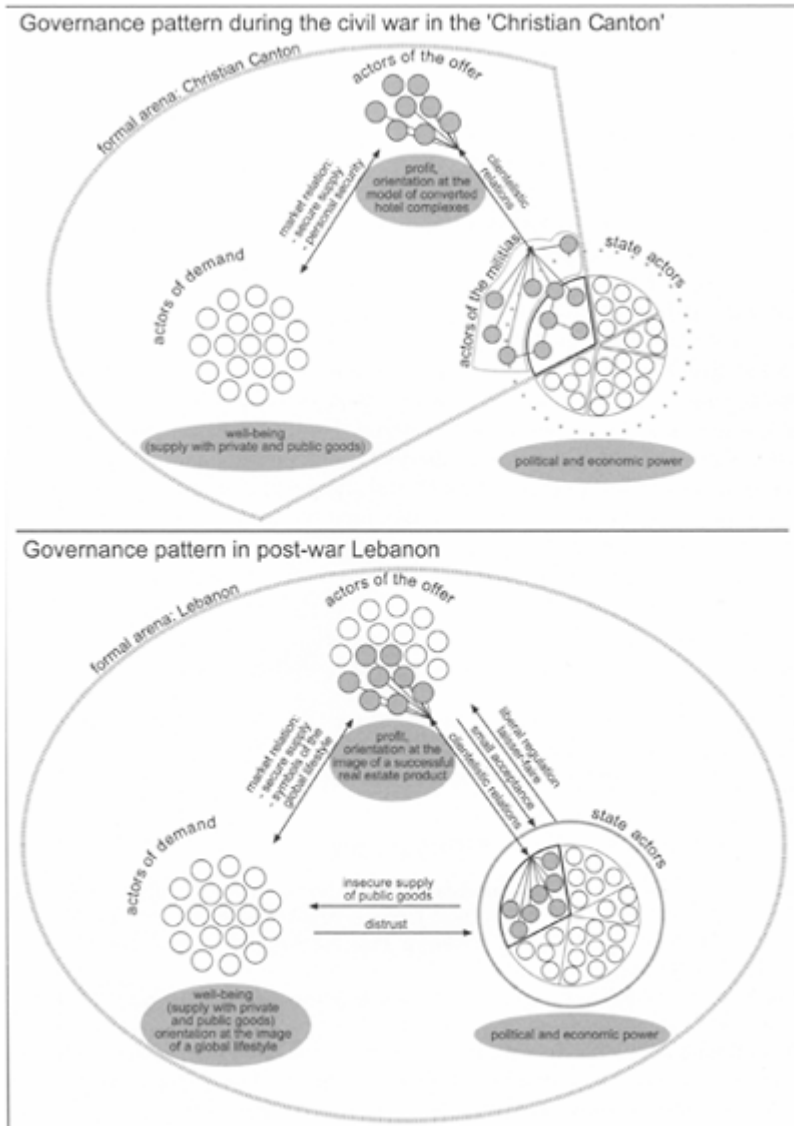 Governance pattern during the civil war in the 'Christian Canton'
formal arena: Christian Canton
actors of the offer
market relation:
- secure supply
- personal security
profit,
orientation at the
model of converted
hotel complexes
clientelistic
relations
actors of demand
actors of the militias
state actors
well-being
(supply with private and public goods)
political and economic power
Governance pattern in post-war Lebanon
formal arena: Lebanon
actors of the offer
market relation:
- secure supply
- symbols of the
global lifestyle
profit,
orientation at the
image of a successful
real estate product
liberal regulation
laisser-faire
small acceptance
clientelistic relations
actors of demand
state actors
insecure supply
of public goods
distrust
well-being
(supply with private
and public goods)
orientation at the image
of a global lifestyle
political and economic power